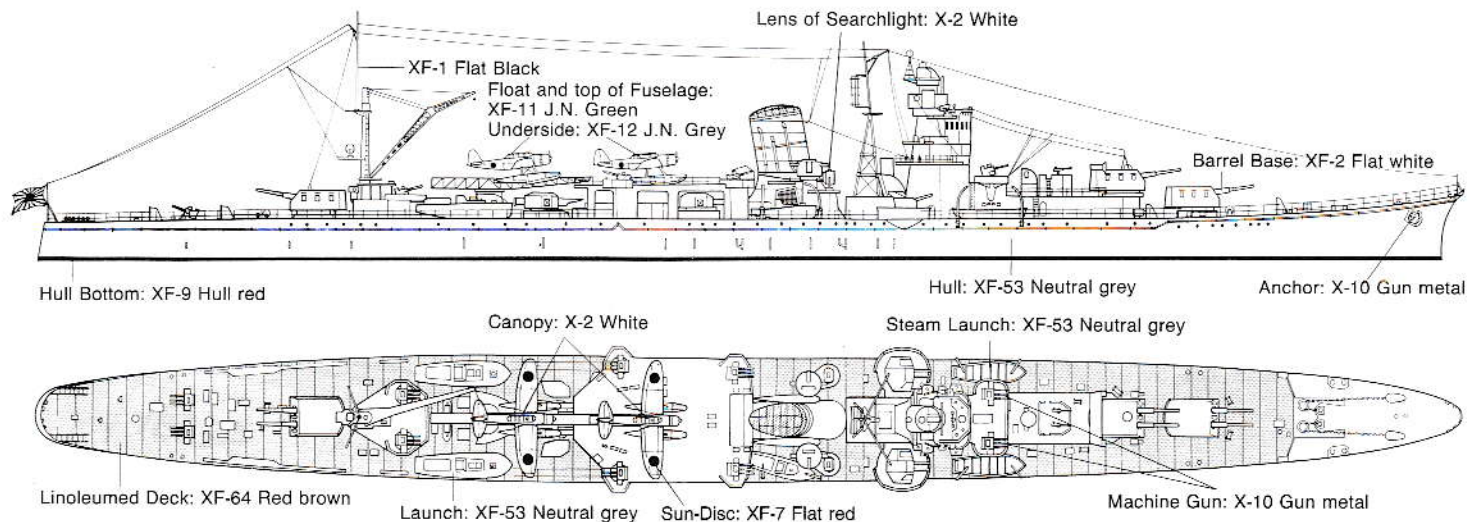 Lens of Searchlight: X-2 White
XF-1 Flat Black
Float and top of Fuselage:
XF-11 J.N. Green
Underside: XF-12 J.N. Grey
Barrel Base: XF-2 Flat white
Hull Bottom: XF-9 Hull red
Hull: XF-53 Neutral grey
Anchor: X-10 Gun metal
Canopy: X-2 White
Steam Launch: XF-53 Neutral grey
Linoleumed Deck: XF-64 Red brown
Launch: XF-53 Neutral grey
Sun-Disc: XF-7 Flat red
Machine Gun: X-10 Gun metal